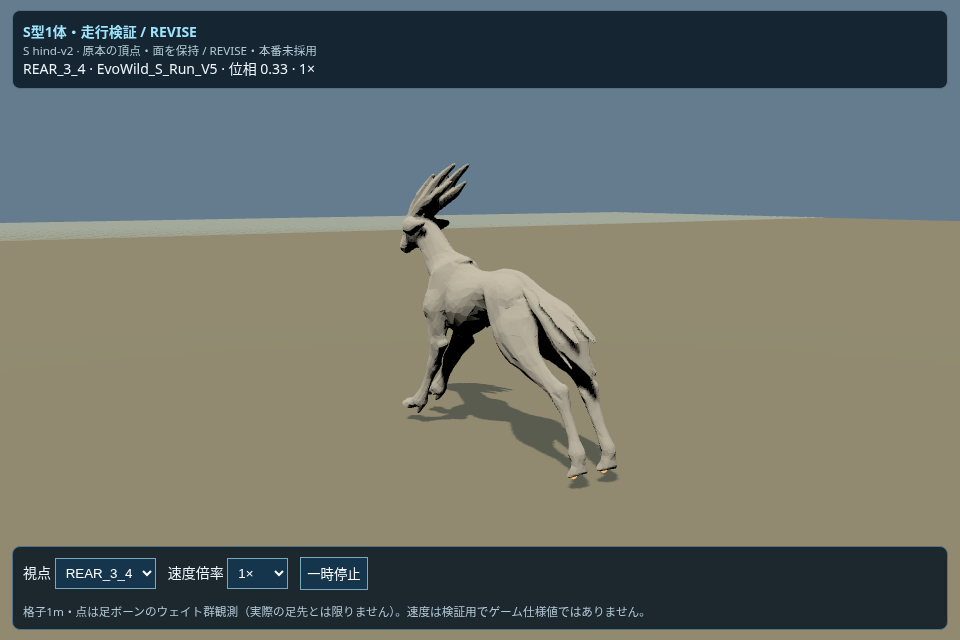 S型1体・走行検証 / REVISE
S hind-v2 · 原本の頂点・面を保持 / REVISE・本番未採用
REAR_3_4 · EvoWild_S_Run_V5 · 位相 0.33 · 1×
視点 REAR_3_4 速度倍率 1× 一時停止
格子1m・点は足ボーンのウェイト群観測（実際の足先とは限りません）。速度は検証用でゲーム仕様値ではありません。